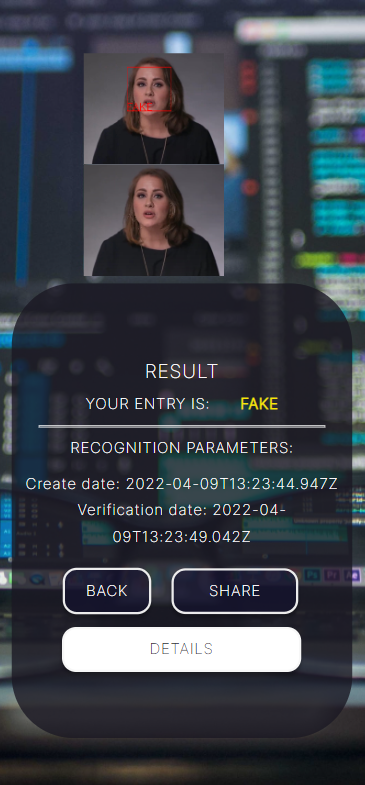 FAKE
RESULT
YOUR ENTRY IS: FAKE
RECOGNITION PARAMETERS:
Create date: 2022-04-09T13:23:44.947Z
Verification date: 2022-04-
09T13:23:49.042Z
BACK SHARE
DETAILS